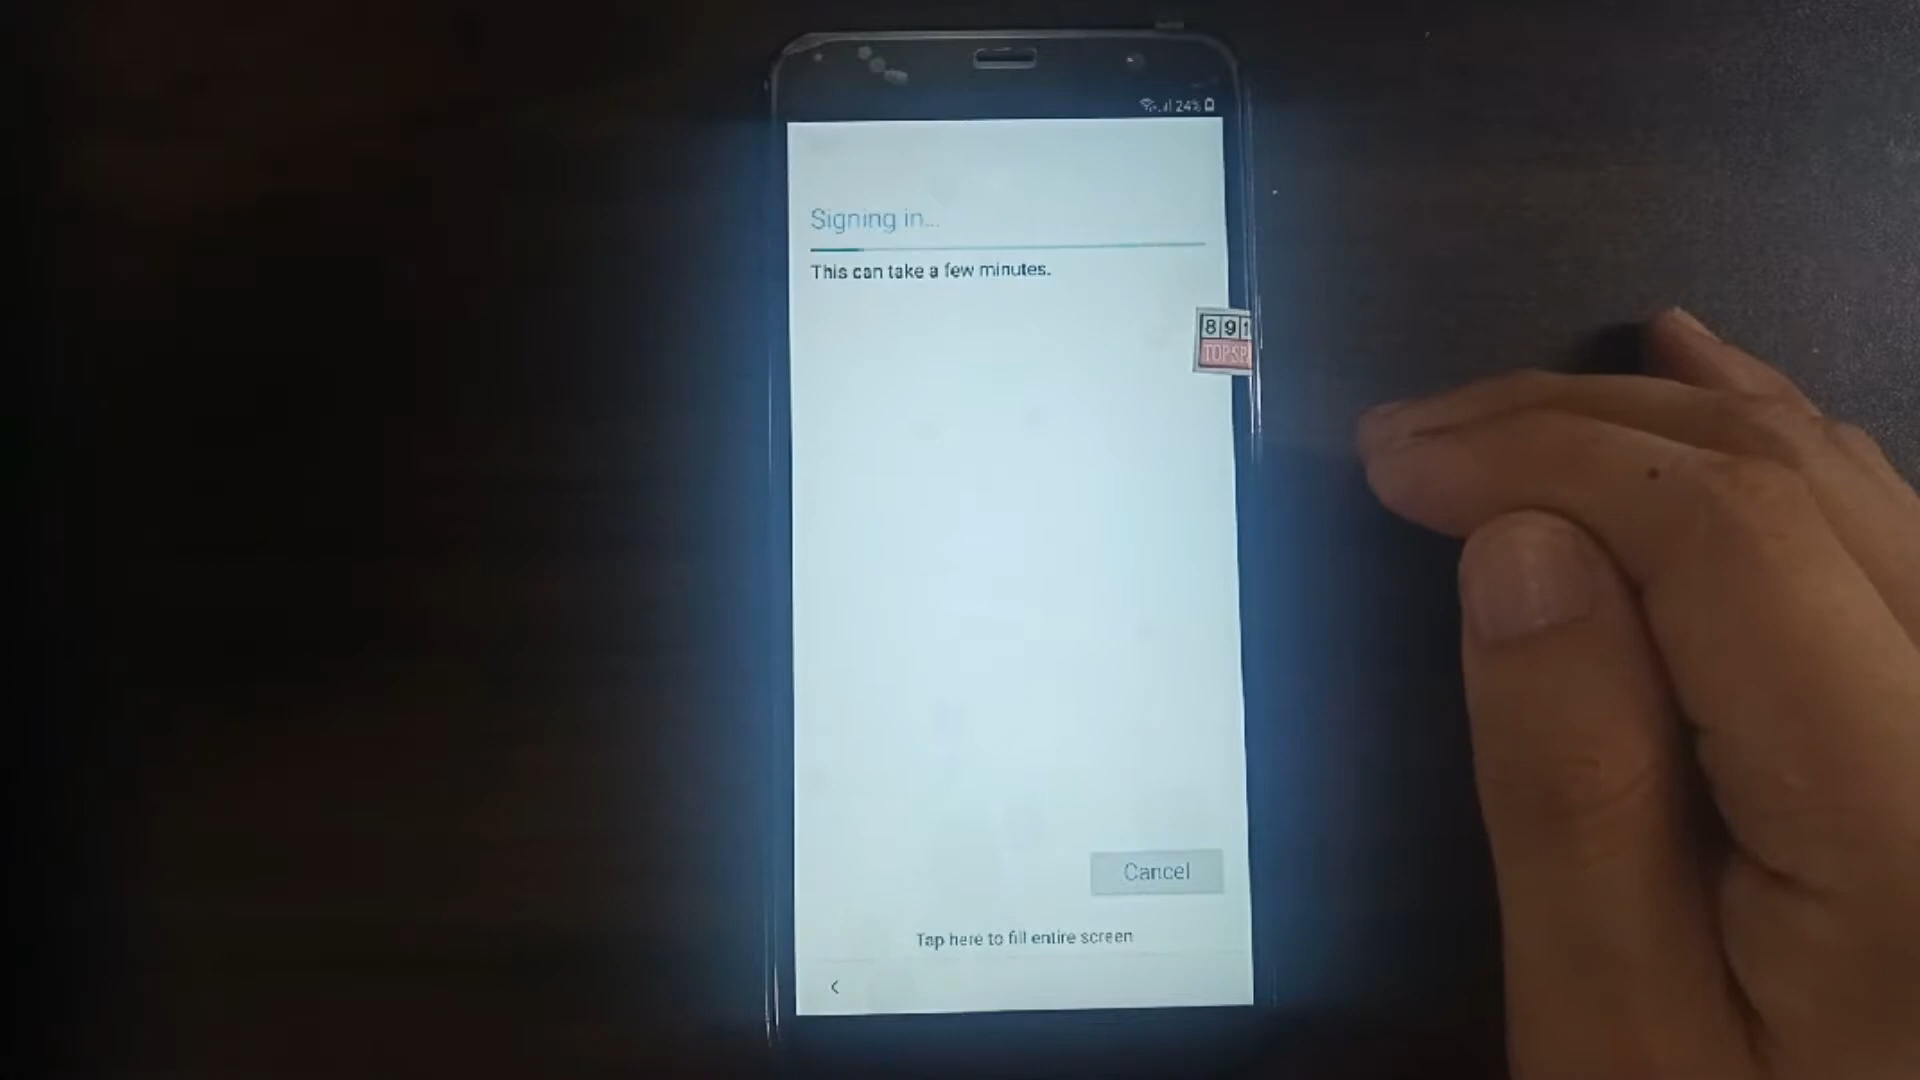 24%
Signing in...
This can take a few minutes.
891
TOPSP
Cancel
Tap here to fill entire screen